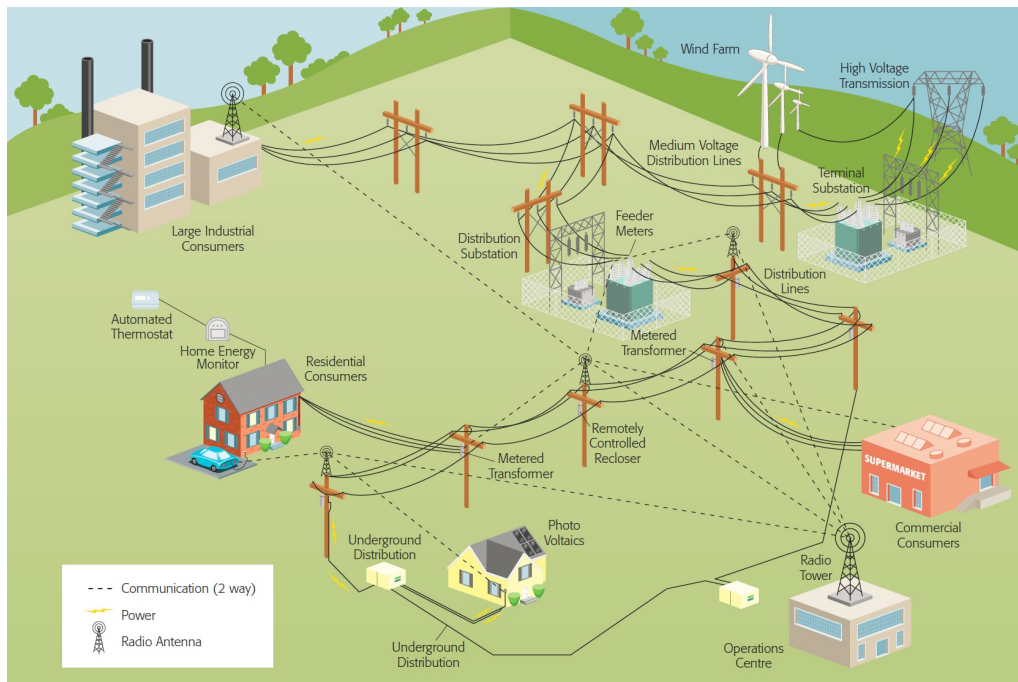 Wind Farm
High Voltage
Transmission
Medium Voltage
Distribution Lines
Terminal
Substation
Large Industrial
Consumers
Distribution
Substation
Feeder
Meters
Distribution
Lines
Automated
Thermostat
Home Energy
Monitor
Residential
Consumers
Metered
Transformer
Remotely
Controlled
Recloser
Metered
Transformer
SUPERMARKET
Commercial
Consumers
Underground
Distribution
Photo
Voltaics
Radio
Tower
Communication (2 way)
Power
Radio Antenna
Underground
Distribution
Operations
Centre